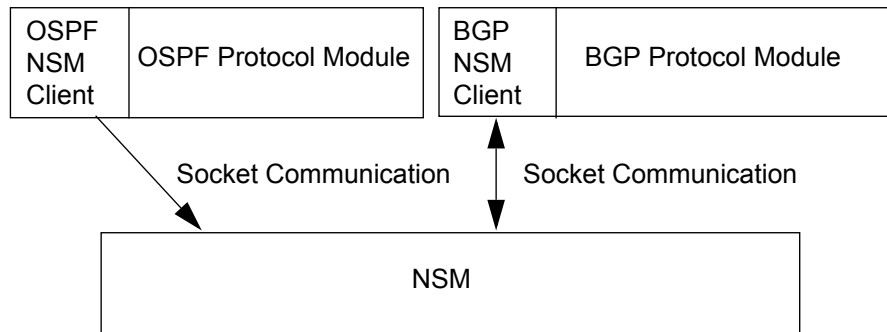 OSPF
NSM
Client
OSPF Protocol Module
BGP
NSM
Client
BGP Protocol Module
Socket Communication
Socket Communication
NSM